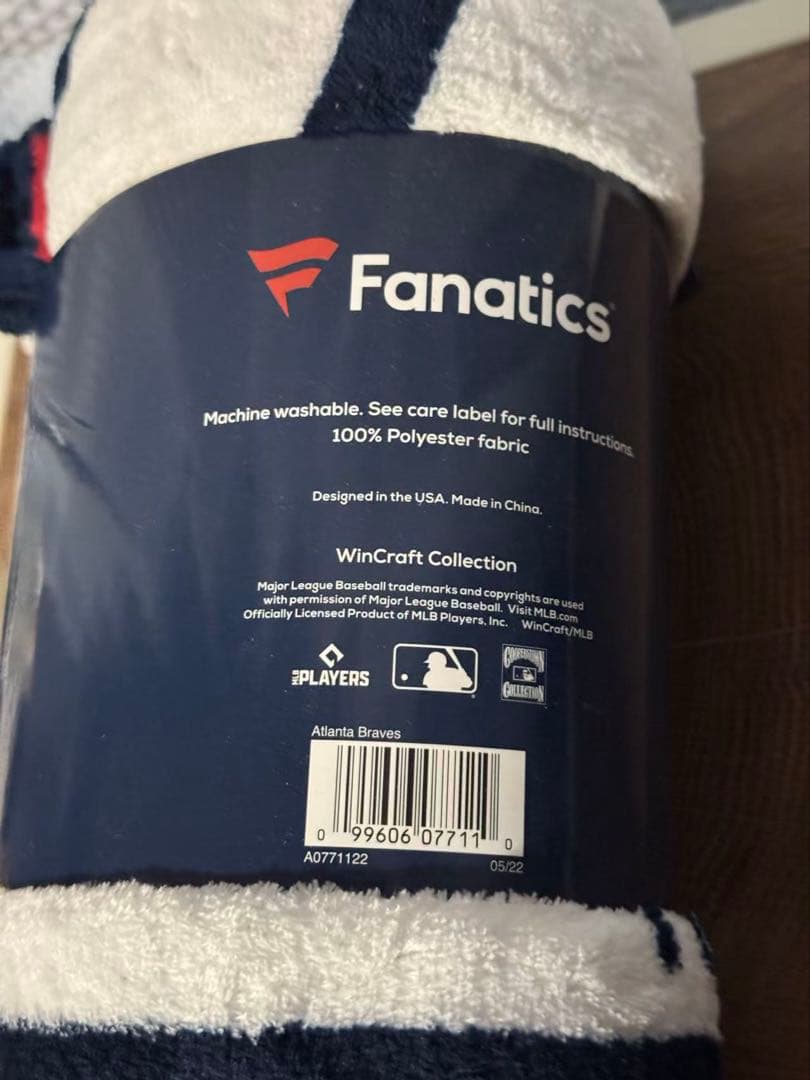 Fanatics
Machine washable. See care label for full instructions.
100% Polyester fabric
Designed in the USA. Made in China.
WinCraft Collection
Major League Baseball trademarks and copyrights are used
with permission of Major League Baseball. Visit MLB.com
Officially Licensed Product of MLB Players, Inc. WinCraft/MLB
MLB PLAYERS
COOPERSTOWN
COLLECTION
Atlanta Braves
0 99606 07711 0
A0771122
05/22